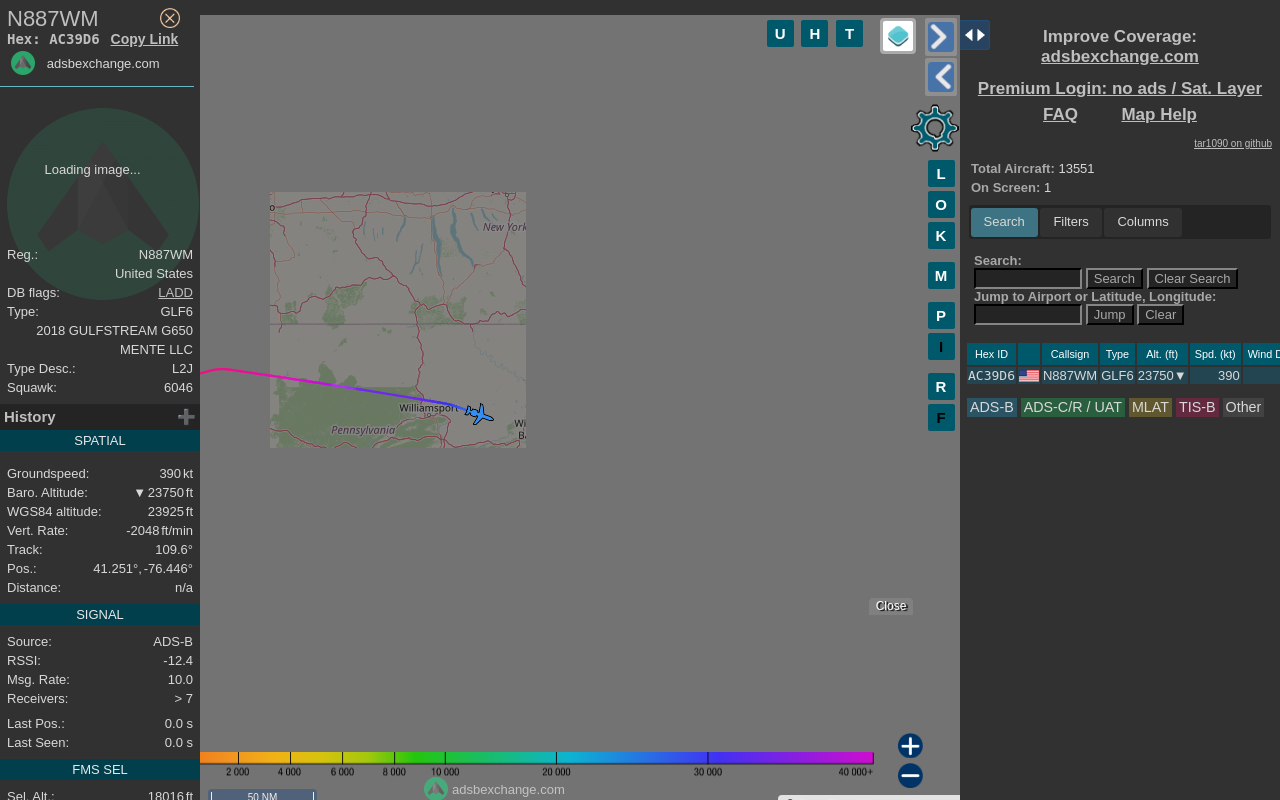 N887WM
Hex: AC39D6 Copy Link
adsbexchange.com
Loading image...
Reg.: N887WM
United States
DB flags: LADD
Type: GLF6
2018 GULFSTREAM G650
MENTE LLC
Type Desc.: L2J
Squawk: 6046
History
SPATIAL
Groundspeed: 390 kt
Baro. Altitude: ▼ 23750 ft
WGS84 altitude: 23925 ft
Vert. Rate: -2048 ft/min
Track: 109.6°
Pos.: 41.251°, -76.446°
Distance: n/a
SIGNAL
Source: ADS-B
RSSI: -12.4
Msg. Rate: 10.0
Receivers: > 7
Last Pos.: 0.0 s
Last Seen: 0.0 s
FMS SEL
Sel. Alt.: 18016 ft
U H T
L
O
K
M
P
I
R
F
New York
Williamsport
Pennsylvania
Close
2 000 4 000 6 000 8 000 10 000 20 000 30 000 40 000+
adsbexchange.com
50 NM
Improve Coverage:
adsbexchange.com
Premium Login: no ads / Sat. Layer
FAQ Map Help
tar1090 on github
Total Aircraft: 13551
On Screen: 1
Search Filters Columns
Search:
Search Clear Search
Jump to Airport or Latitude, Longitude:
Jump Clear
Hex ID Callsign Type Alt. (ft) Spd. (kt) Wind D
AC39D6 N887WM GLF6 23750▼ 390
ADS-B ADS-C/R / UAT MLAT TIS-B Other